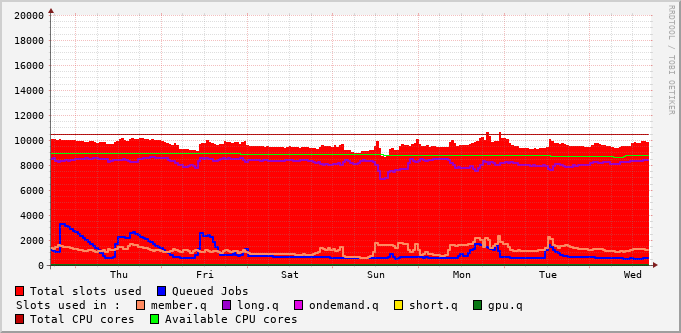 20000
18000
16000
14000
12000
10000
8000
6000
4000
2000
0
Thu Fri Sat Sun Mon Tue Wed
Total slots used Queued Jobs
Slots used in : member.q long.q ondemand.q short.q gpu.q
Total CPU cores Available CPU cores
RRDTOOL / TOBI OETIKER